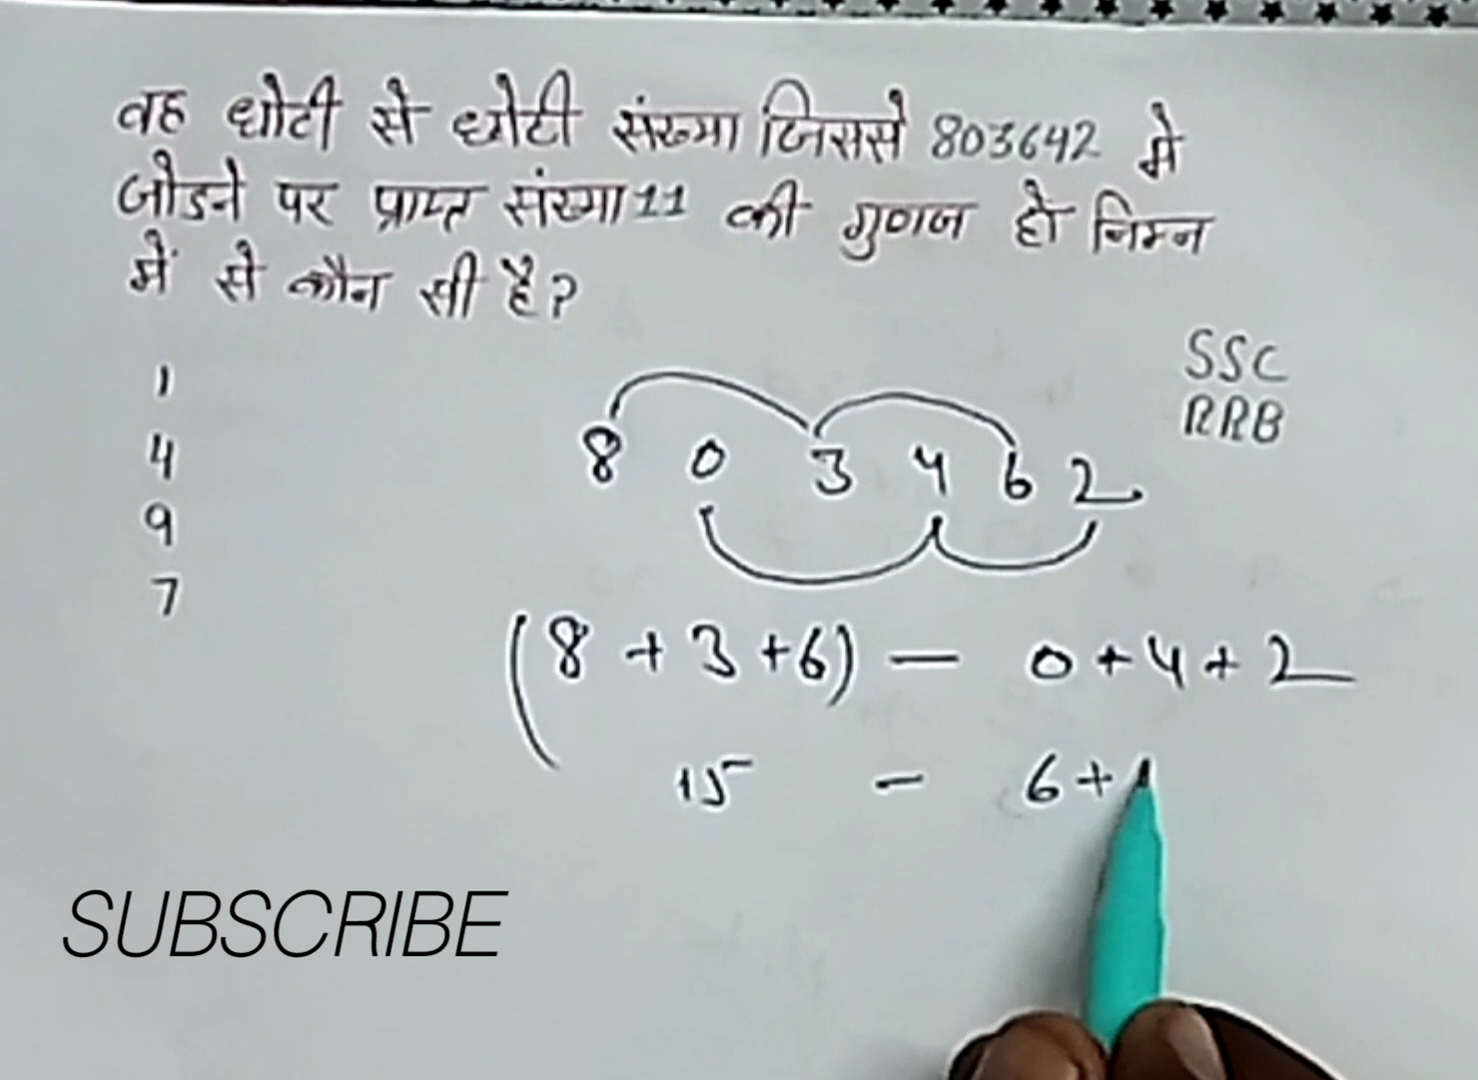 वह छोटी से छोटी संख्या जिससे 803642 मे
जोडने पर प्राप्त संख्या 11 की गुणज हो निम्न
में से कौन सी है?
SSC
RRB
1
4
9
7
8 0 3 4 6 2
(8 + 3 + 6) — 0 + 4 + 2
15 - 6 + 1
SUBSCRIBE